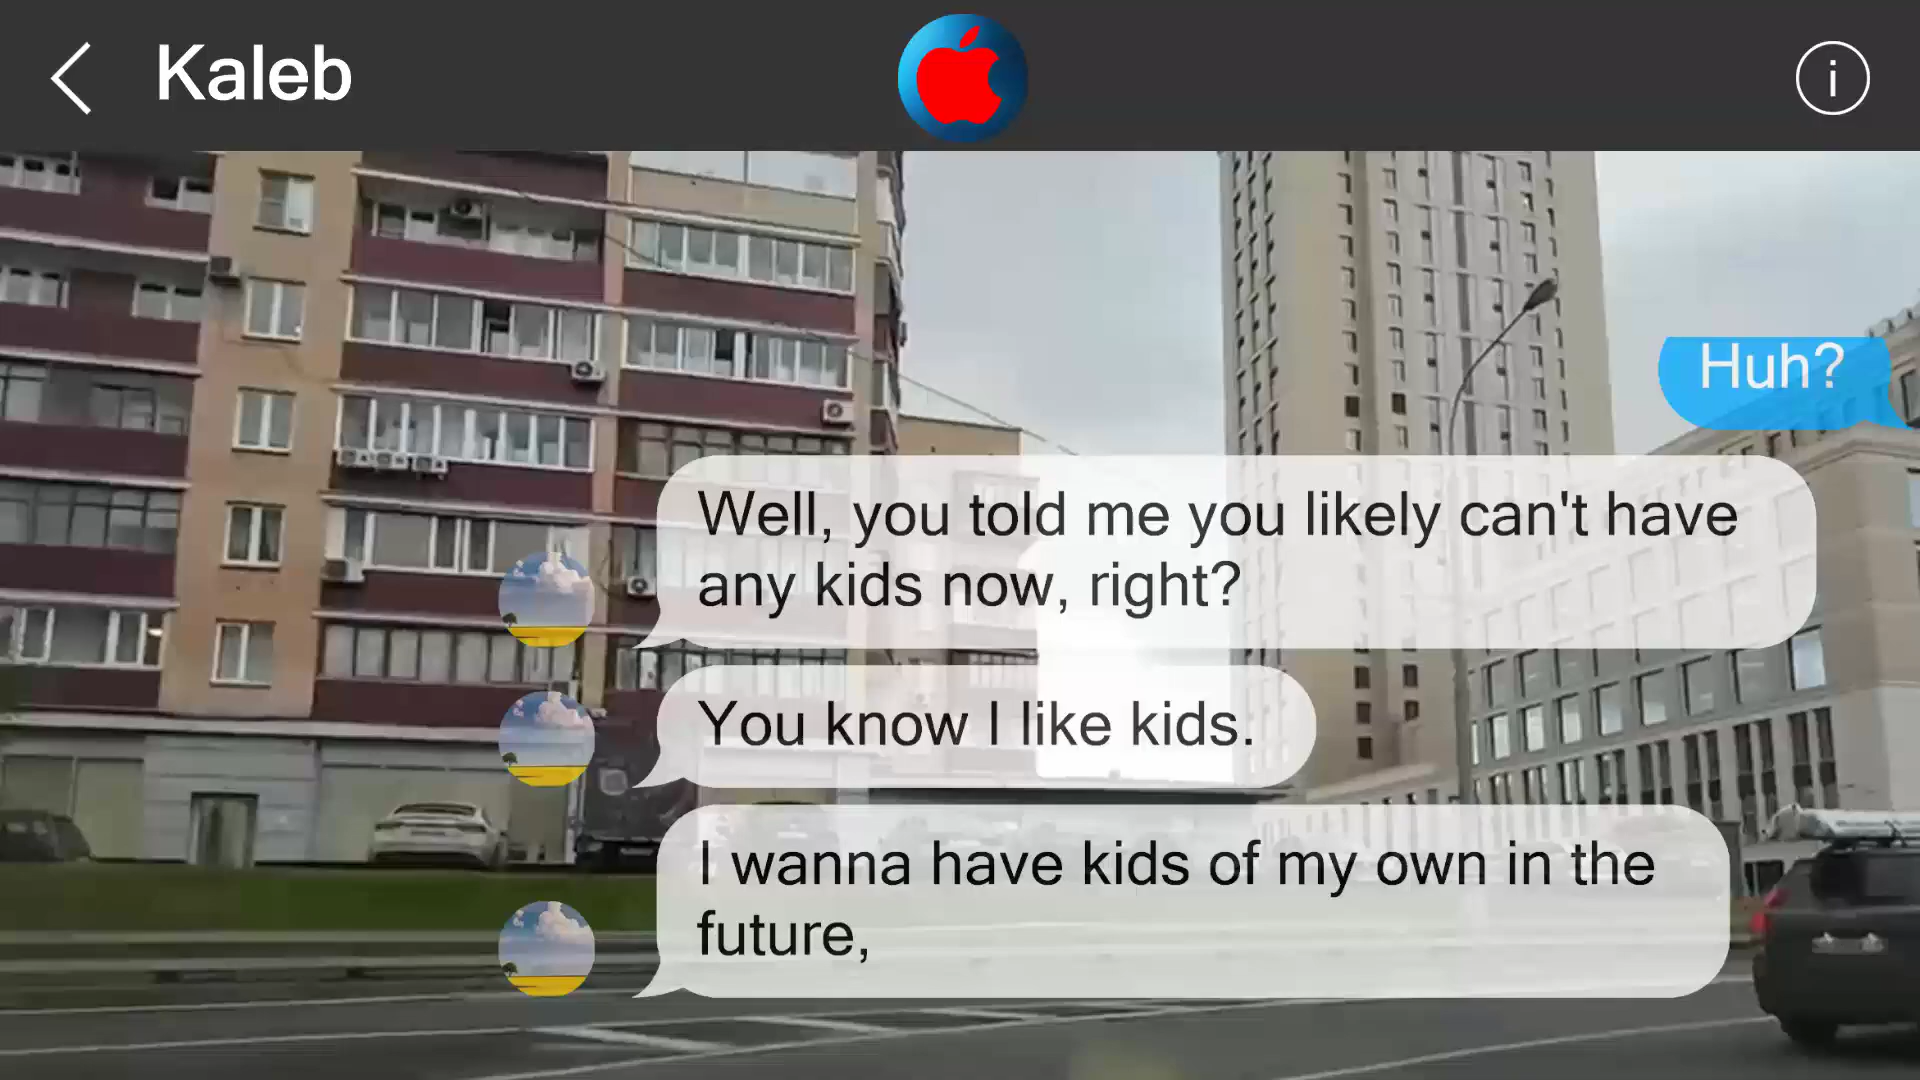 Kaleb
i
Huh?
Well, you told me you likely can't have
any kids now, right?
You know I like kids.
I wanna have kids of my own in the
future,